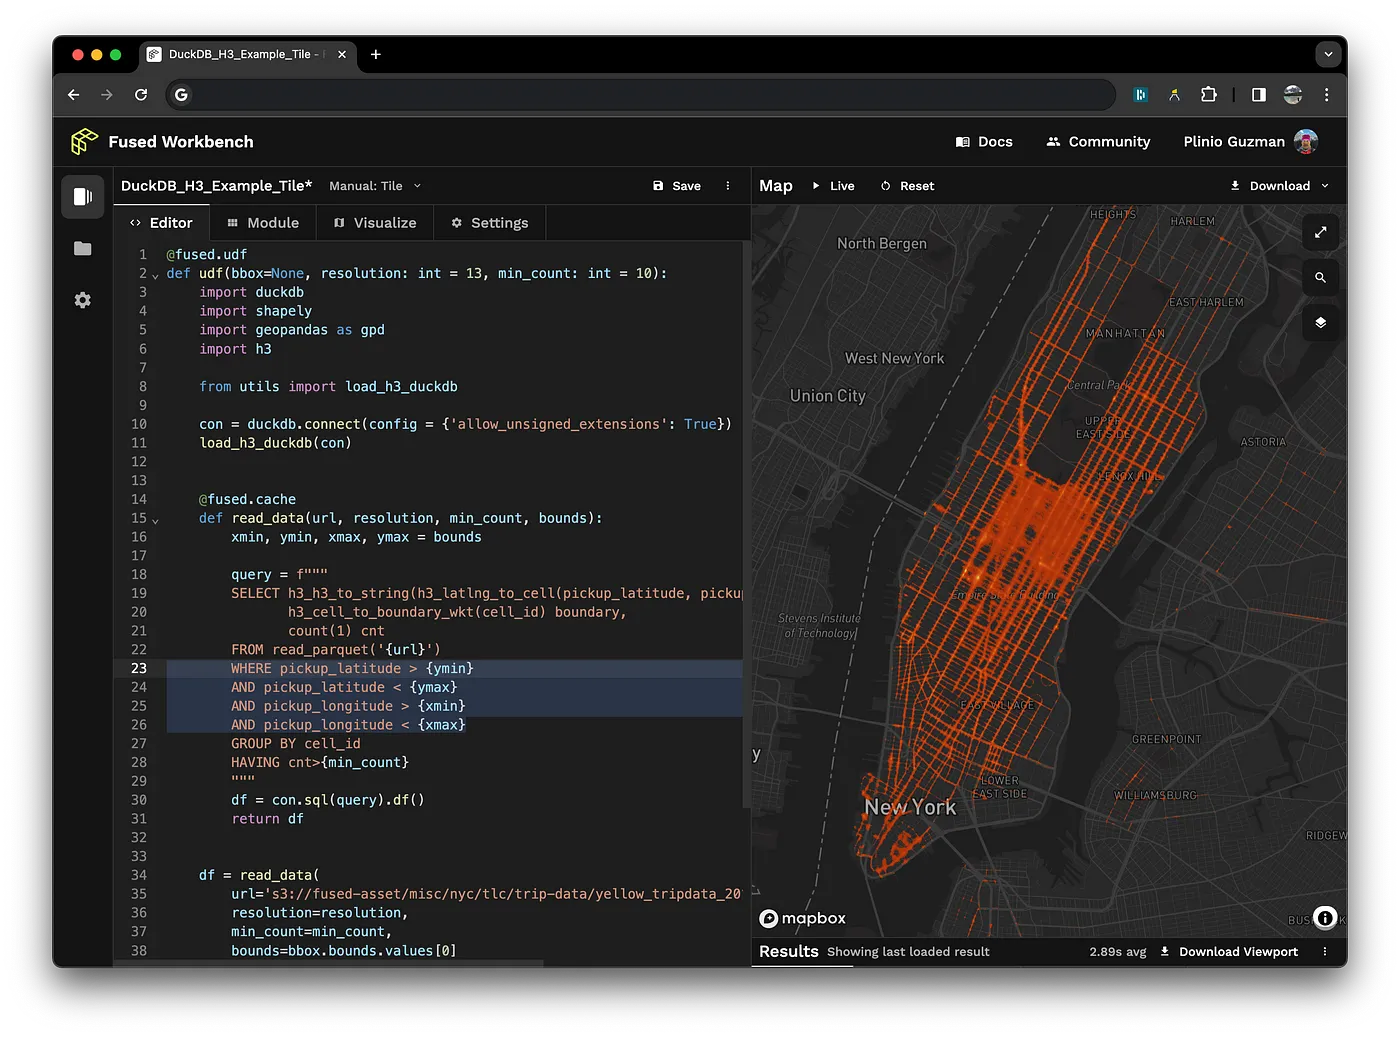 DuckDB_H3_Example_Tile -
Fused Workbench
Docs
Community
Plinio Guzman
DuckDB_H3_Example_Tile*
Manual: Tile
Save
Map
Live
Reset
Download
Editor
Module
Visualize
Settings
1 @fused.udf
2 def udf(bbox=None, resolution: int = 13, min_count: int = 10):
3 import duckdb
4 import shapely
5 import geopandas as gpd
6 import h3
7
8 from utils import load_h3_duckdb
9
10 con = duckdb.connect(config = {'allow_unsigned_extensions': True})
11 load_h3_duckdb(con)
12
13
14 @fused.cache
15 def read_data(url, resolution, min_count, bounds):
16 xmin, ymin, xmax, ymax = bounds
17
18 query = f"""
19 SELECT h3_h3_to_string(h3_latlng_to_cell(pickup_latitude, picku
20 h3_cell_to_boundary_wkt(cell_id) boundary,
21 count(1) cnt
22 FROM read_parquet('{url}')
23 WHERE pickup_latitude > {ymin}
24 AND pickup_latitude < {ymax}
25 AND pickup_longitude > {xmin}
26 AND pickup_longitude < {xmax}
27 GROUP BY cell_id
28 HAVING cnt>{min_count}
29 """
30 df = con.sql(query).df()
31 return df
32
33
34 df = read_data(
35 url='s3://fused-asset/misc/nyc/tlc/trip-data/yellow_tripdata_20
36 resolution=resolution,
37 min_count=min_count,
38 bounds=bbox.bounds.values[0]
HEIGHTS
HARLEM
North Bergen
EAST HARLEM
MANHATTAN
West New York
Central Park
Union City
UPPER
EAST SIDE
ASTORIA
LENOX HILL
Empire State Building
Stevens Institute
of Technology
EAST VILLAGE
GREENPOINT
y
LOWER
EAST SIDE
WILLIAMSBURG
New York
RIDGEW
mapbox
BUS
K
Results
Showing last loaded result
2.89s avg
Download Viewport